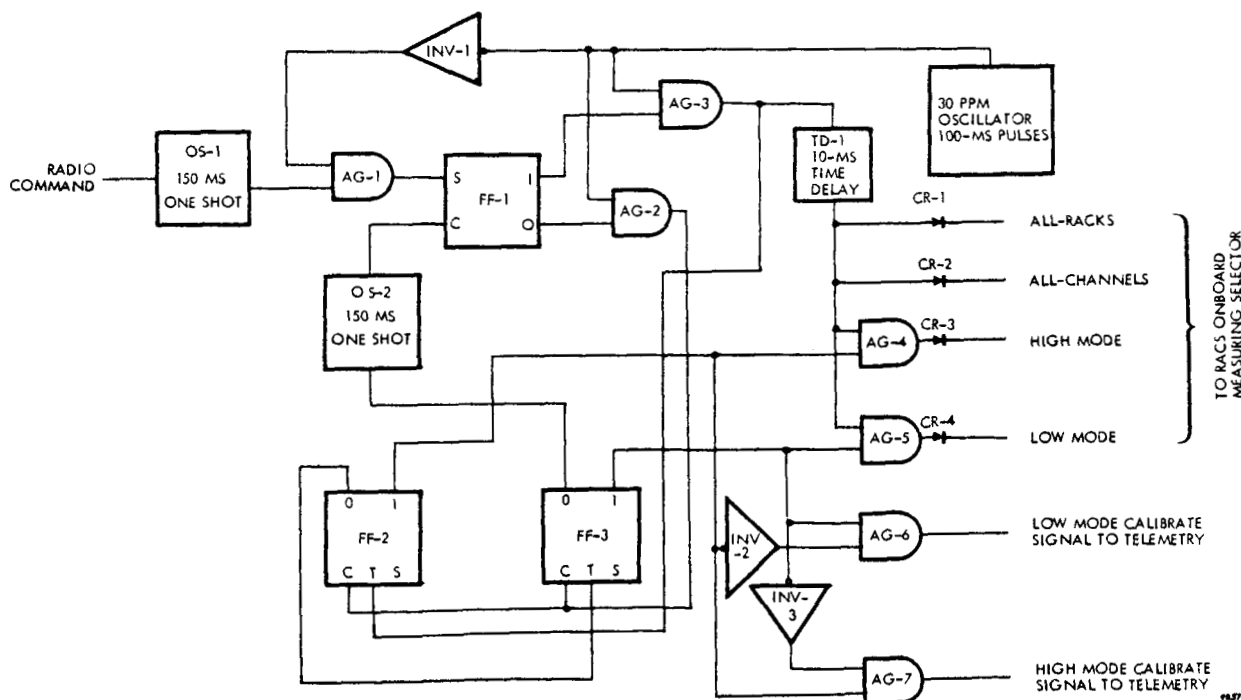 INV-1
AG-3
30 PPM
OSCILLATOR
100-MS PULSES
OS-1
150 MS
ONE SHOT
RADIO
COMMAND
AG-1
S I
FF-1
C O
AG-2
TD-1
10-MS
TIME
DELAY
CR-1
ALL-RACKS
CR-2
ALL-CHANNELS
OS-2
150 MS
ONE SHOT
AG-4
CR-3
HIGH MODE
AG-5
CR-4
LOW MODE
TO RACS ONBOARD
MEASURING SELECTOR
0 1
FF-2
C T S
0 1
FF-3
C T S
INV
-2
AG-6
LOW MODE CALIBRATE
SIGNAL TO TELEMETRY
INV-
3
AG-7
HIGH MODE CALIBRATE
SIGNAL TO TELEMETRY